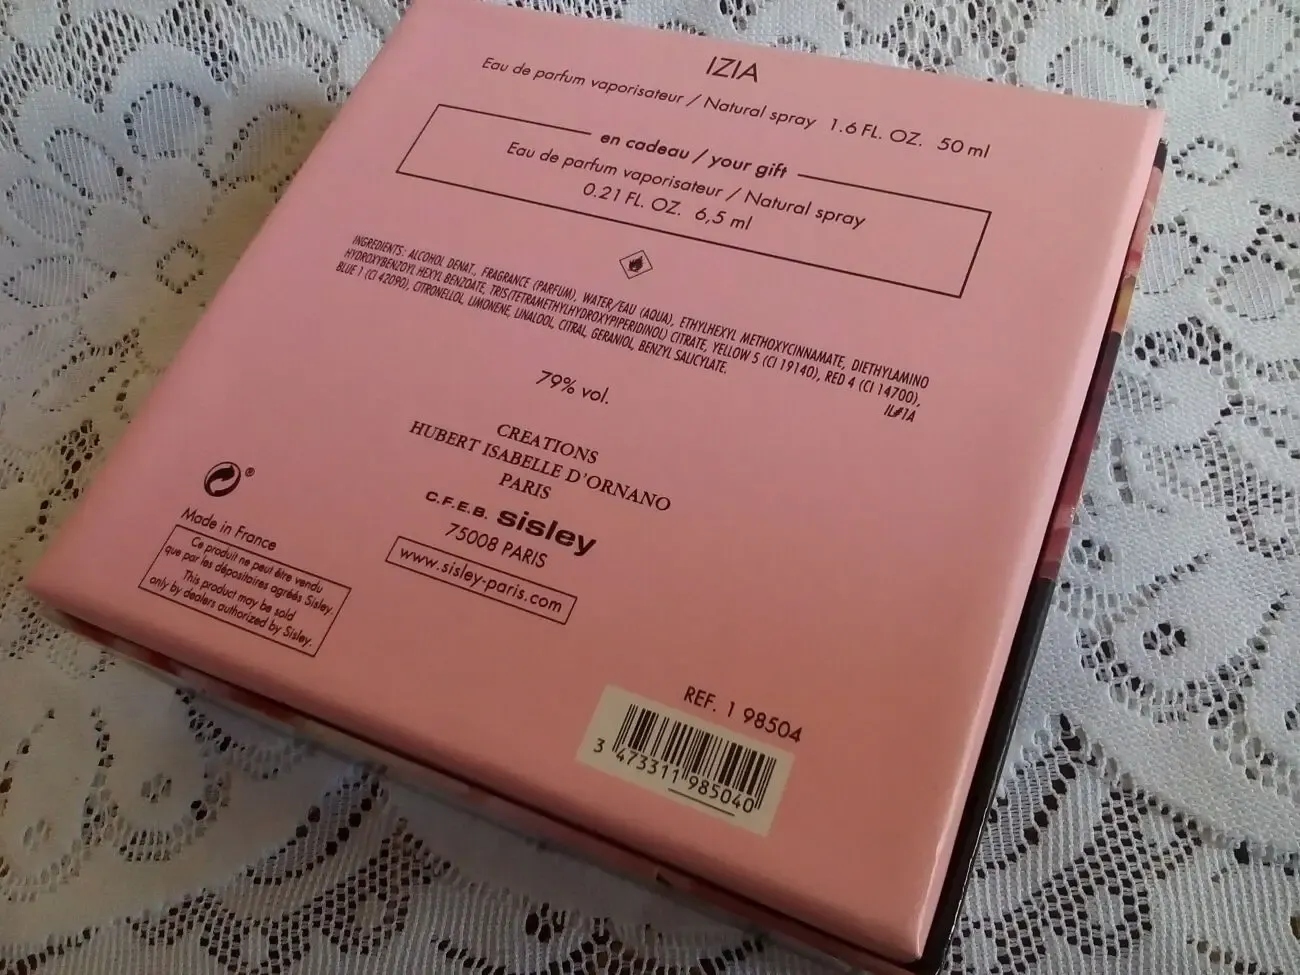 IZIA
Eau de parfum vaporisateur / Natural spray 1.6 FL. OZ. 50 ml
en cadeau / your gift
Eau de parfum vaporisateur / Natural spray
0.21 FL. OZ. 6,5 ml
INGREDIENTS: ALCOHOL DENAT., FRAGRANCE (PARFUM), WATER/EAU (AQUA), ETHYLHEXYL METHOXYCINNAMATE, DIETHYLAMINO
HYDROXYBENZOYL HEXYL BENZOATE, TRIS(TETRAMETHYLHYDROXYPIPERIDINOL) CITRATE, YELLOW 5 (CI 19140), RED 4 (CI 14700),
BLUE 1 (CI 42090), CITRONELLOL, LIMONENE, LINALOOL, CITRAL, GERANIOL, BENZYL SALICYLATE.
IL#1A
79% vol.
CREATIONS
HUBERT ISABELLE D'ORNANO
PARIS
C.F.E.B. sisley
75008 PARIS
www.sisley-paris.com
®
Made in France
Ce produit ne peut être vendu
que par les dépositaires agréés Sisley.
This product may be sold
only by dealers authorized by Sisley.
REF. 1 98504
3 473311 985040